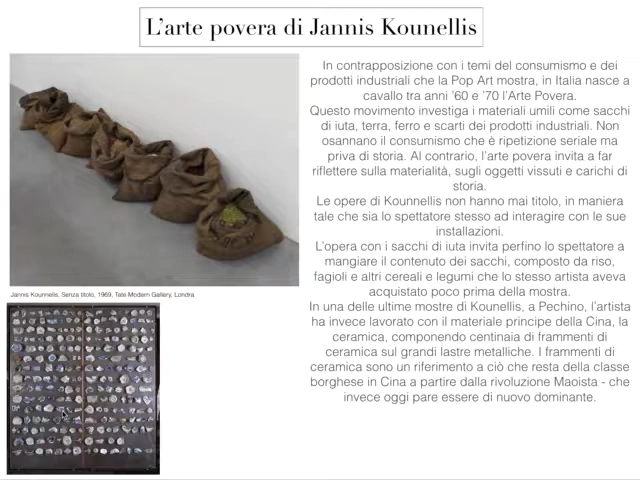 L'arte povera di Jannis Kounellis
In contrapposizione con i temi del consumismo e dei
prodotti industriali che la Pop Art mostra, in Italia nasce a
cavallo tra anni '60 e '70 l'Arte Povera.
Questo movimento investiga i materiali umili come sacchi
di iuta, terra, ferro e scarti dei prodotti industriali. Non
osannano il consumismo che è ripetizione seriale ma
priva di storia. Al contrario, l'arte povera invita a far
riflettere sulla materialità, sugli oggetti vissuti e carichi di
storia.
Le opere di Kounnellis non hanno mai titolo, in maniera
tale che sia lo spettatore stesso ad interagire con le sue
installazioni.
L'opera con i sacchi di iuta invita perfino lo spettatore a
mangiare il contenuto dei sacchi, composto da riso,
fagioli e altri cereali e legumi che lo stesso artista aveva
acquistato poco prima della mostra.
In una delle ultime mostre di Kounellis, a Pechino, l'artista
ha invece lavorato con il materiale principe della Cina, la
ceramica, componendo centinaia di frammenti di
ceramica sul grandi lastre metalliche. I frammenti di
ceramica sono un riferimento a ciò che resta della classe
borghese in Cina a partire dalla rivoluzione Maoista - che
invece oggi pare essere di nuovo dominante.
Jannis Kounnelis, Senza titolo, 1969, Tate Modern Gallery, Londra